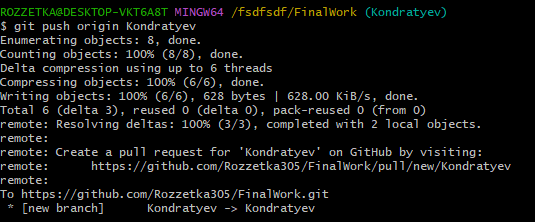 ROZZETKA@DESKTOP-VKT6A8T MINGW64 /fsdfsdf/FinalWork (Kondratyev)
$ git push origin Kondratyev
Enumerating objects: 8, done.
Counting objects: 100% (8/8), done.
Delta compression using up to 6 threads
Compressing objects: 100% (6/6), done.
Writing objects: 100% (6/6), 628 bytes | 628.00 KiB/s, done.
Total 6 (delta 3), reused 0 (delta 0), pack-reused 0 (from 0)
remote: Resolving deltas: 100% (3/3), completed with 2 local objects.
remote:
remote: Create a pull request for 'Kondratyev' on GitHub by visiting:
remote:      https://github.com/Rozzetka305/FinalWork/pull/new/Kondratyev
remote:
To https://github.com/Rozzetka305/FinalWork.git
 * [new branch]      Kondratyev -> Kondratyev